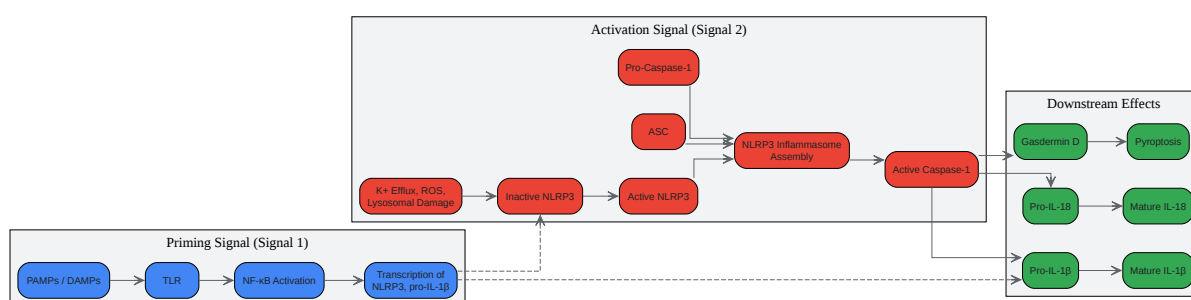 Activation Signal (Signal 2)
Pro-Caspase-1
ASC
NLRP3 Inflammasome
Assembly
Active Caspase-1
K+ Efflux, ROS,
Lysosomal Damage
Inactive NLRP3
Active NLRP3
Downstream Effects
Gasdermin D
Pyroptosis
Pro-IL-18
Mature IL-18
Pro-IL-1β
Mature IL-1β
Priming Signal (Signal 1)
PAMPs / DAMPs
TLR
NF-κB Activation
Transcription of
NLRP3, pro-IL-1β